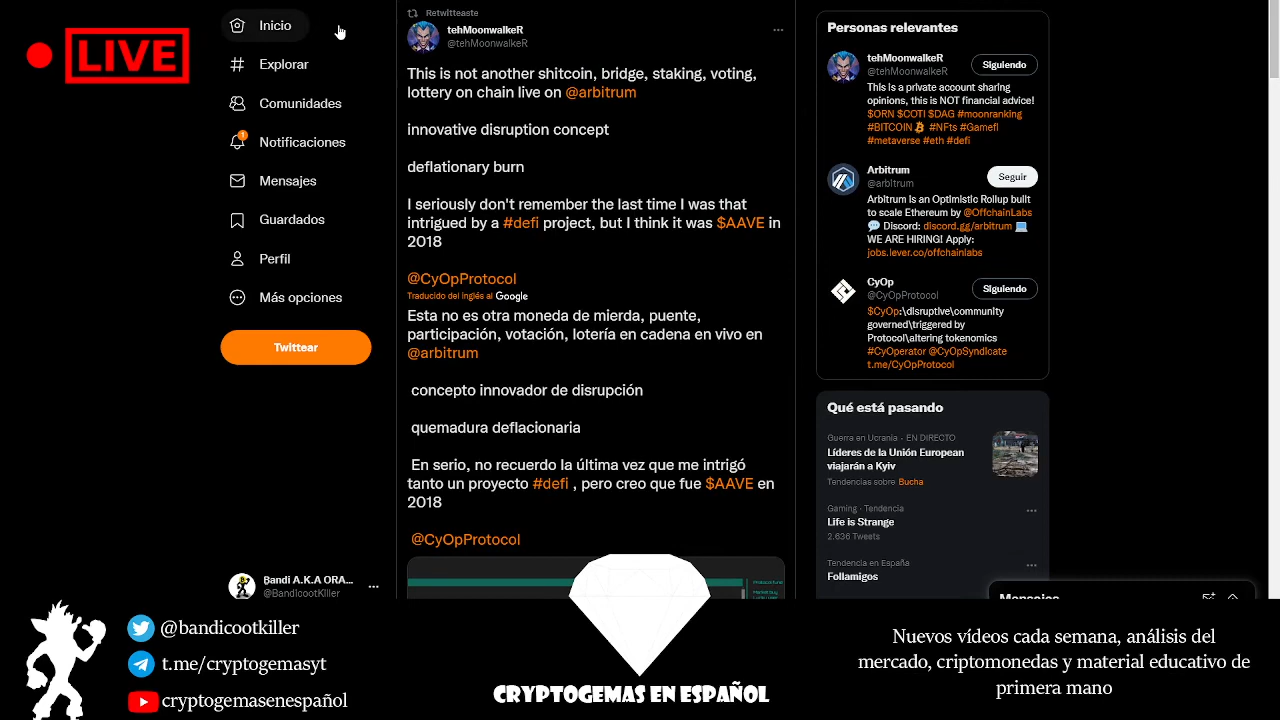 LIVE
Inicio
Explorar
Comunidades
1
Notificaciones
Mensajes
Guardados
Perfil
Más opciones
Twittear
Bandi A.K.A ORA...
@BandicootKiller
Retwitteaste
tehMoonwalkeR
@tehMoonwalkeR
This is not another shitcoin, bridge, staking, voting,
lottery on chain live on @arbitrum
innovative disruption concept
deflationary burn
I seriously don't remember the last time I was that
intrigued by a #defi project, but I think it was $AAVE in
2018
@CyOpProtocol
Traducido del inglés al Google
Esta no es otra moneda de mierda, puente,
participación, votación, lotería en cadena en vivo en
@arbitrum
concepto innovador de disrupción
quemadura deflacionaria
En serio, no recuerdo la última vez que me intrigó
tanto un proyecto #defi , pero creo que fue $AAVE en
2018
@CyOpProtocol
Personas relevantes
tehMoonwalkeR
@tehMoonwalkeR
Siguiendo
This is a private account sharing
opinions, this is NOT financial advice!
$ORN $COTI $DAG #moonranking
#BITCOIN #NFTs #Gamefi
#metaverse #eth #defi
Arbitrum
@arbitrum
Seguir
Arbitrum is an Optimistic Rollup built
to scale Ethereum by @OffchainLabs
Discord: discord.gg/arbitrum
WE ARE HIRING! Apply:
jobs.lever.co/offchainlabs
CyOp
@CyOpProtocol
Siguiendo
$CyOp:\disruptive\community
governed\triggered by
Protocol\altering tokenomics
#CyOperator @CyOpSyndicate
t.me/CyOpProtocol
Qué está pasando
Guerra en Ucrania · EN DIRECTO
Líderes de la Unión European
viajarán a Kyiv
Tendencias sobre Bucha
Gaming · Tendencia
Life is Strange
2.636 Tweets
Tendencia en España
Follamigos
Mensajes
@bandicootkiller
t.me/cryptogemasyt
cryptogemasenespañol
CRYPTOGEMAS EN ESPAÑOL
Nuevos vídeos cada semana, análisis del
mercado, criptomonedas y material educativo de
primera mano